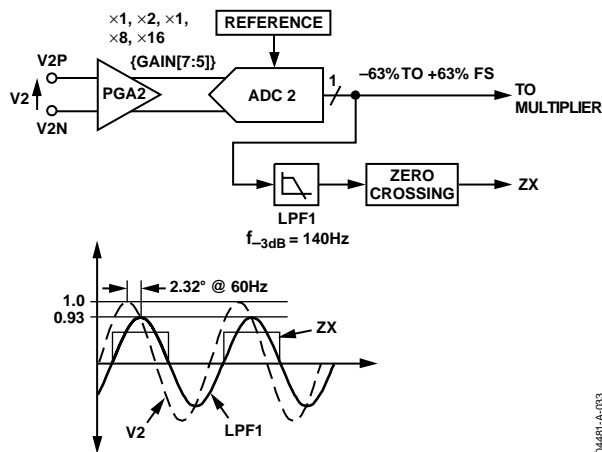 ×1, ×2, ×1,
×8, ×16
REFERENCE
V2P
{GAIN[7:5]}
V2
PGA2
ADC 2
1
–63% TO +63% FS
TO
MULTIPLIER
V2N
LPF1
f–3dB = 140Hz
ZERO
CROSSING
ZX
2.32° @ 60Hz
1.0
0.93
ZX
V2
LPF1
04481-A-033